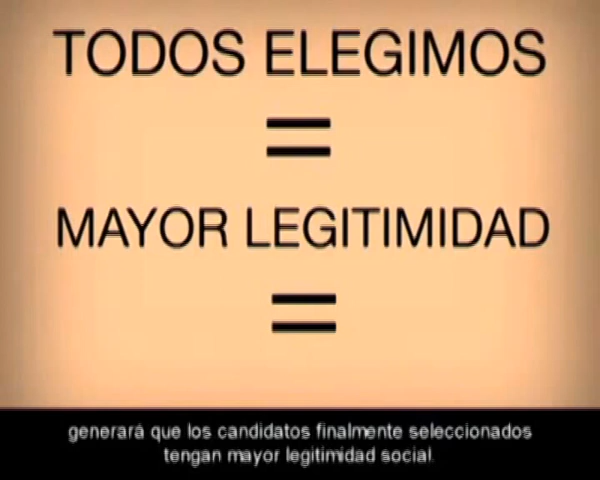 TODOS ELEGIMOS
=
MAYOR LEGITIMIDAD
=
generará que los candidatos finalmente seleccionados
tengan mayor legitimidad social.